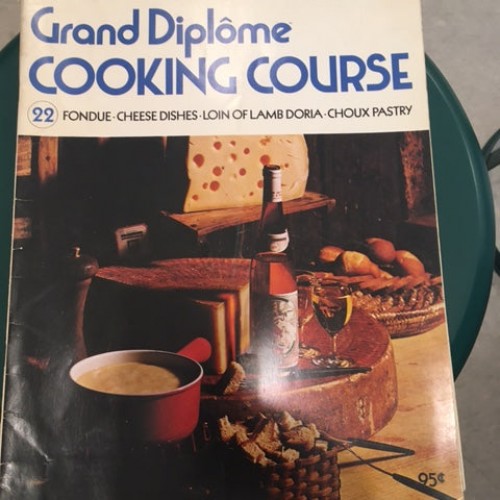 Grand Diplôme
COOKING COURSE
22 FONDUE · CHEESE DISHES · LOIN OF LAMB DORIA · CHOUX PASTRY
95¢